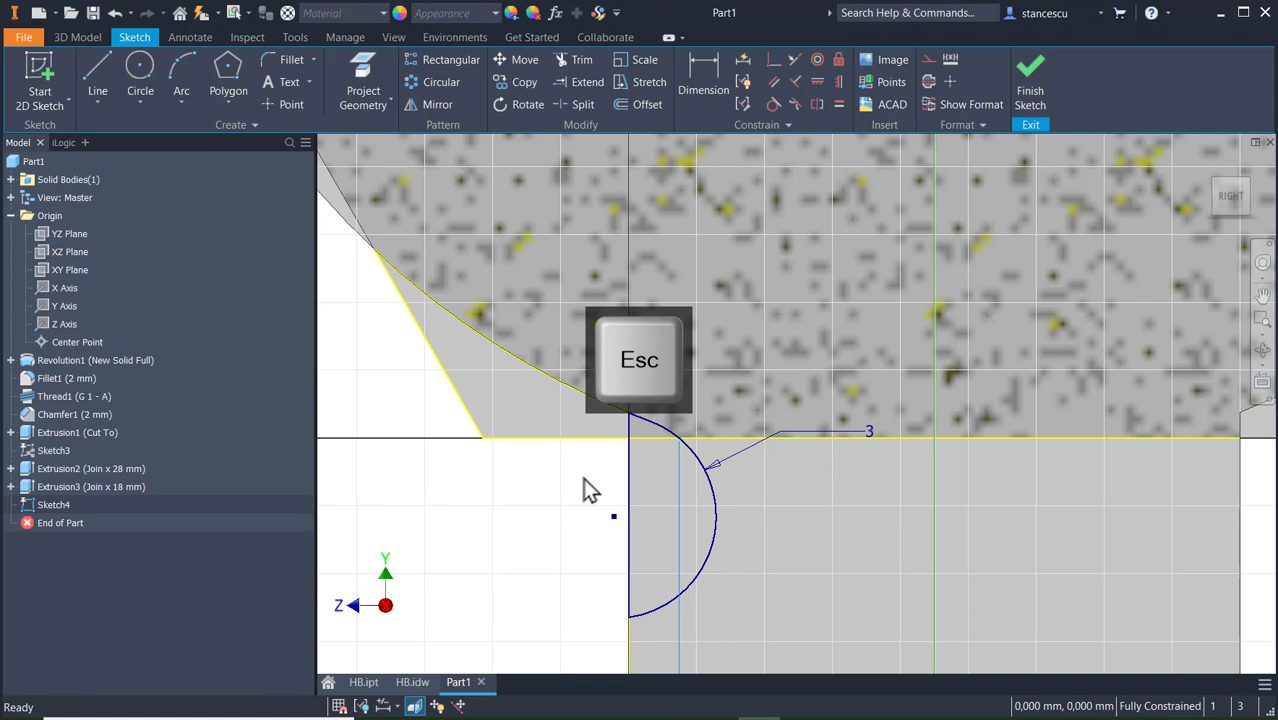 Material
Appearance
Part1
Search Help & Commands...
stancescu
File
3D Model
Sketch
Annotate
Inspect
Tools
Manage
View
Environments
Get Started
Collaborate
Start
2D Sketch
Line
Circle
Arc
Polygon
Fillet
Text
Point
Project
Geometry
Rectangular
Circular
Mirror
Move
Copy
Rotate
Trim
Extend
Split
Scale
Stretch
Offset
Dimension
Image
Points
ACAD
Show Format
Finish
Sketch
Sketch
Create
Pattern
Modify
Constrain
Insert
Format
Exit
Model
iLogic
Part1
Solid Bodies(1)
View: Master
Origin
YZ Plane
XZ Plane
XY Plane
X Axis
Y Axis
Z Axis
Center Point
Revolution1 (New Solid Full)
Fillet1 (2 mm)
Thread1 (G 1 - A)
Chamfer1 (2 mm)
Extrusion1 (Cut To)
Sketch3
Extrusion2 (Join x 28 mm)
Extrusion3 (Join x 18 mm)
Sketch4
End of Part
RIGHT
Esc
3
Y
Z
HB.ipt
HB.idw
Part1
Ready
0,000 mm, 0,000 mm
Fully Constrained
1
3